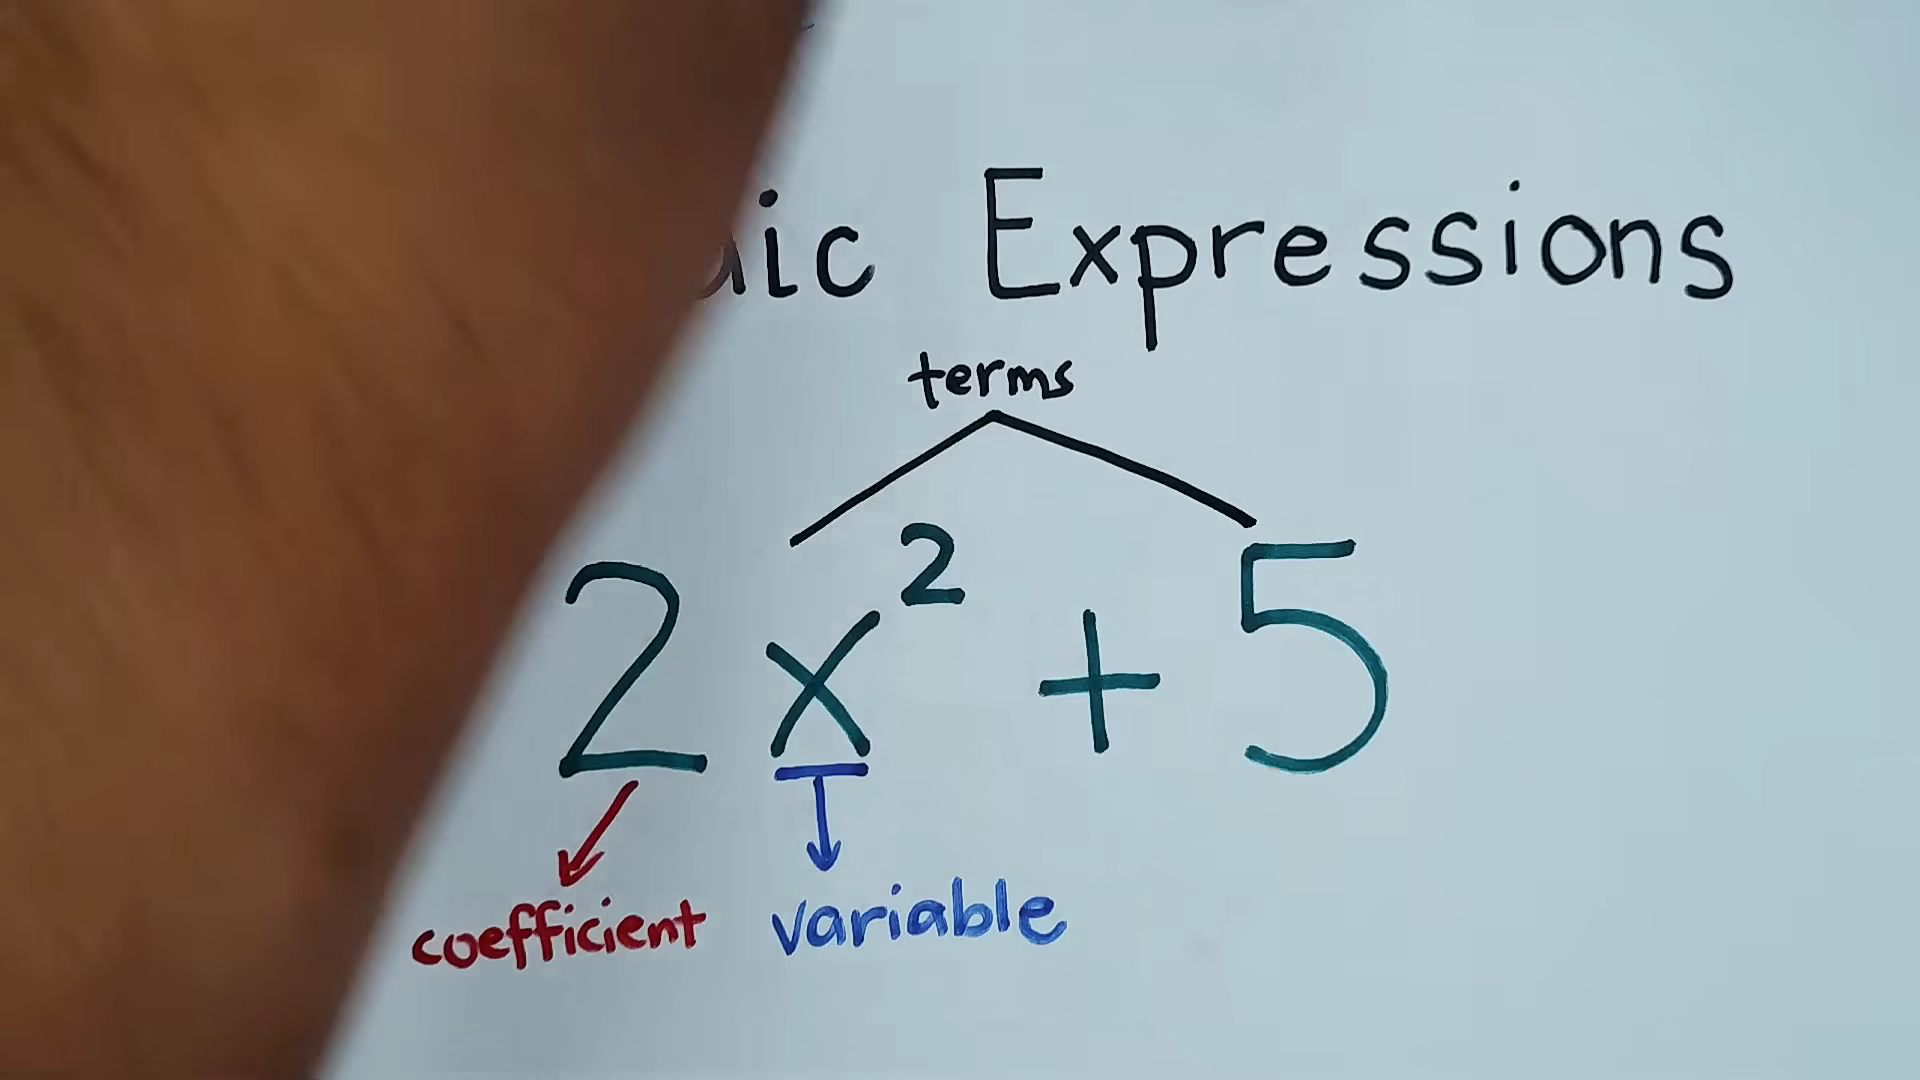 Expressions
terms
2x² + 5
coefficient variable